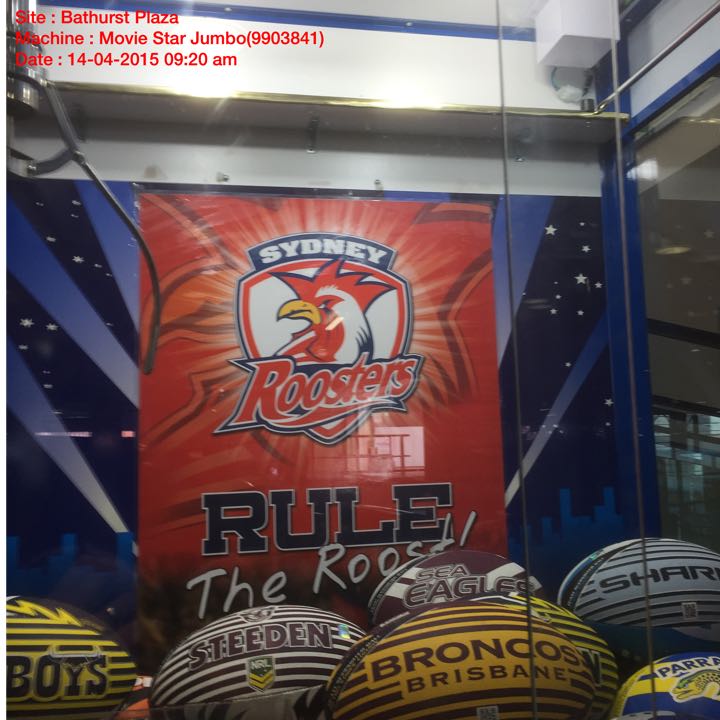 Site : Bathurst Plaza
Machine : Movie Star Jumbo(9903841)
Date : 14-04-2015 09:20 am
SYDNEY
Roosters
RULE
The Roost!
SEA
EAGLES
SHARK
STEEDEN
NRL
BRONCOS
BRISBANE
BOYS
PARRA